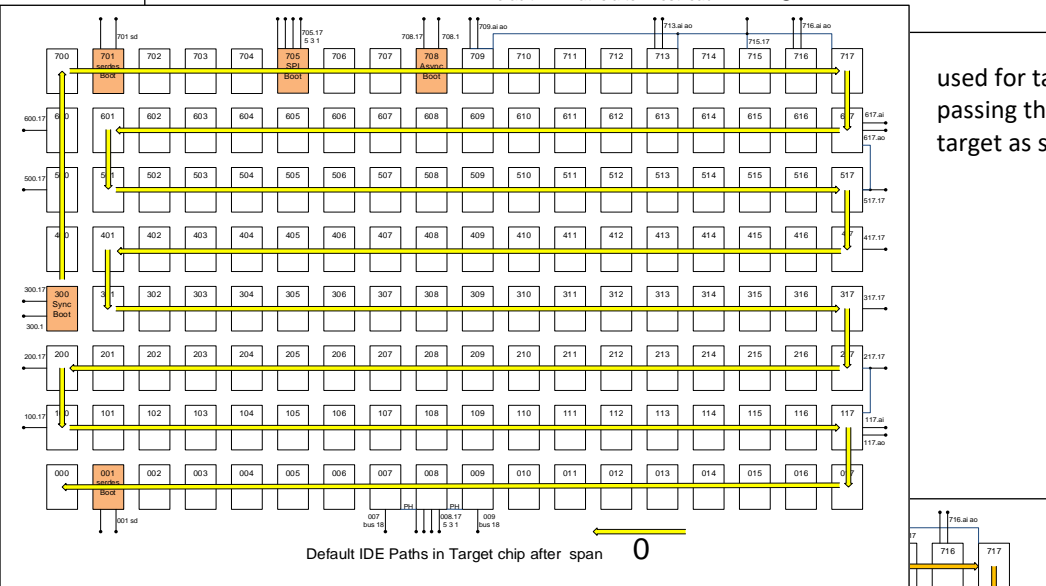 701 sd
705.17
5 3 1
708.17
708.1
709.ai ao
713.ai ao
715.17
716.ai ao
700 701 702 703 704 705 706 707 708 709 710 711 712 713 714 715 716 717
serdes Boot
SPI Boot
Async Boot
used for ta
passing th
target as s
600.17
601 602 603 604 605 606 607 608 609 610 611 612 613 614 615 616
617.ai
617.ao
500.17
502 503 504 505 506 507 508 509 510 511 512 513 514 515 516 517
517.17
401 402 403 404 405 406 407 408 409 410 411 412 413 414 415 416
417.17
300.17
300.1
300 302 303 304 305 306 307 308 309 310 311 312 313 314 315 316 317
Sync
Boot
317.17
200.17
200 201 202 203 204 205 206 207 208 209 210 211 212 213 214 215 216
217.17
100.17
101 102 103 104 105 106 107 108 109 110 111 112 113 114 115 116 117
117.ai
117.ao
000 001 002 003 004 005 006 007 008 009 010 011 012 013 014 015 016
serdes
Boot
001 sd
007
bus 18
PH
008.17
5 3 1
PH
009
bus 18
Default IDE Paths in Target chip after span 0
716.ai ao
716 717